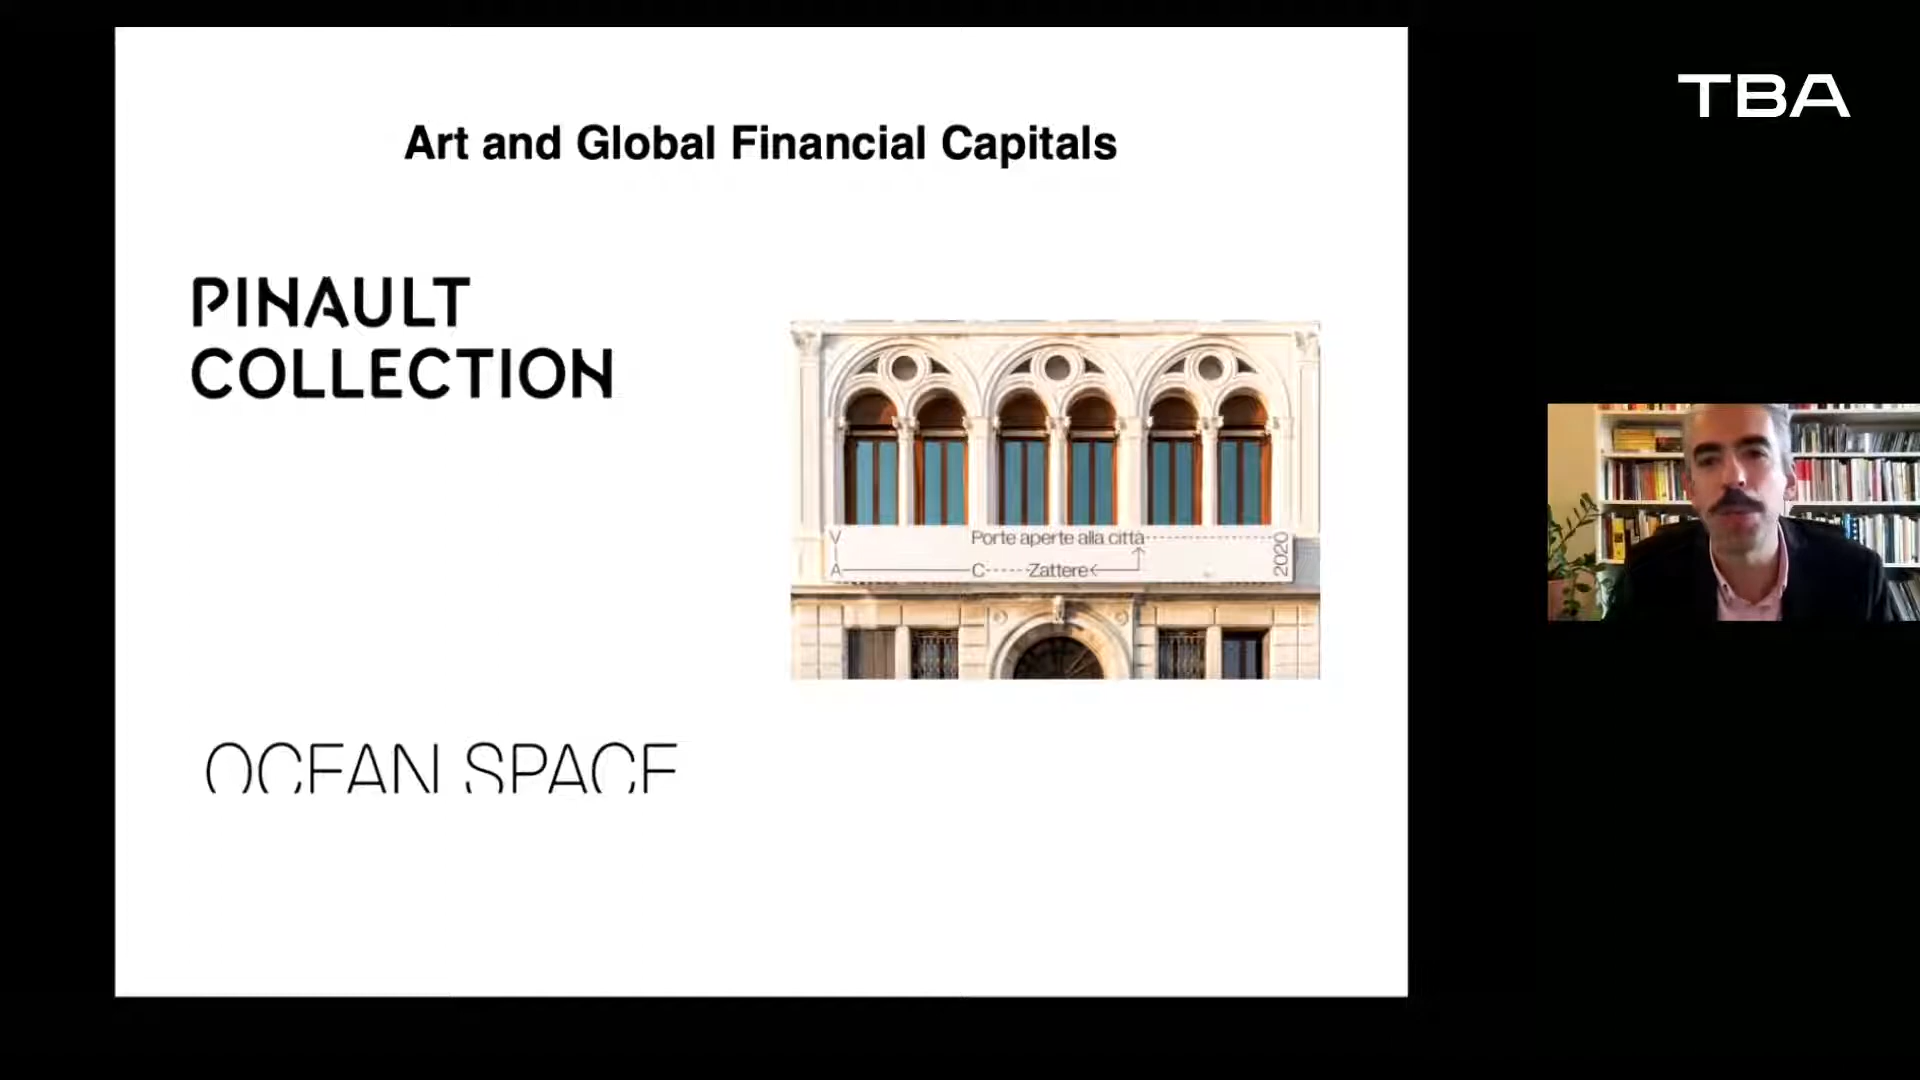 TBA
Art and Global Financial Capitals
PINAULT
COLLECTION
V Porte aperte alla città 2020
A C Zattere
OCEAN SPACE